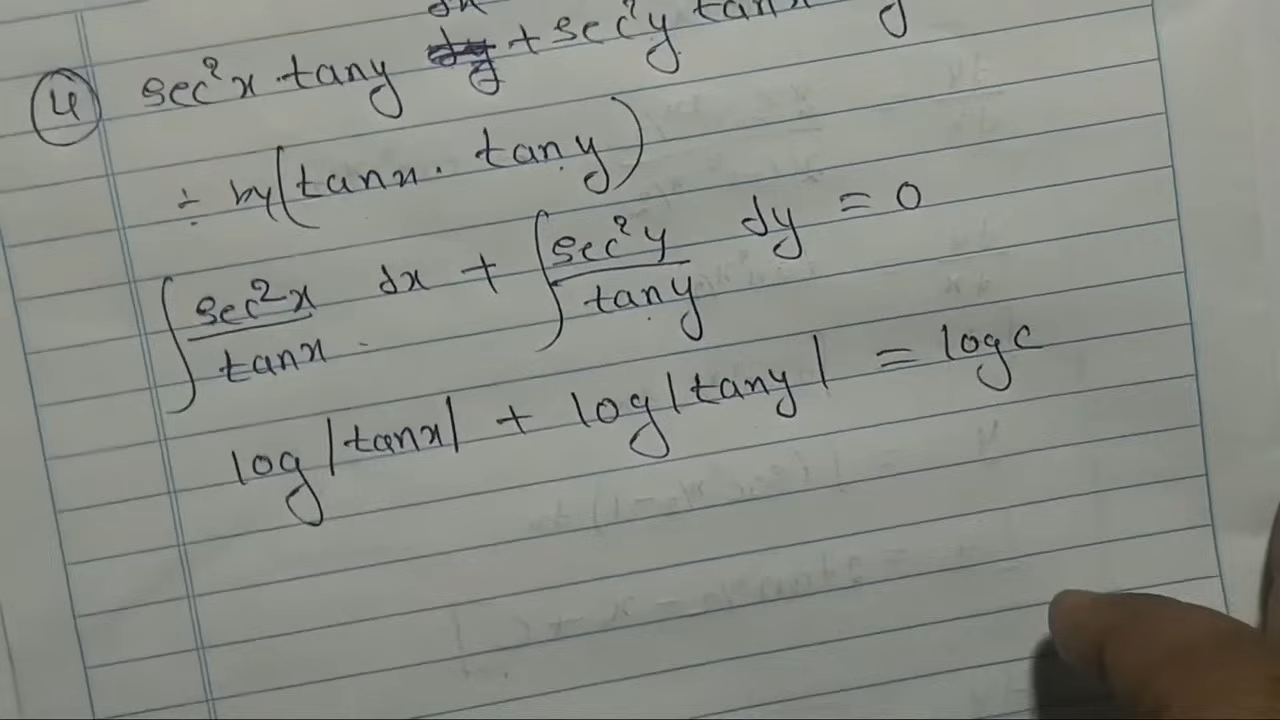 dx
④ sec²x tany dy + sec²y tanx
÷ by (tanx . tany)
∫ sec²x/tanx dx + ∫ sec²y/tany dy = 0
log |tanx| + log |tany| = log c